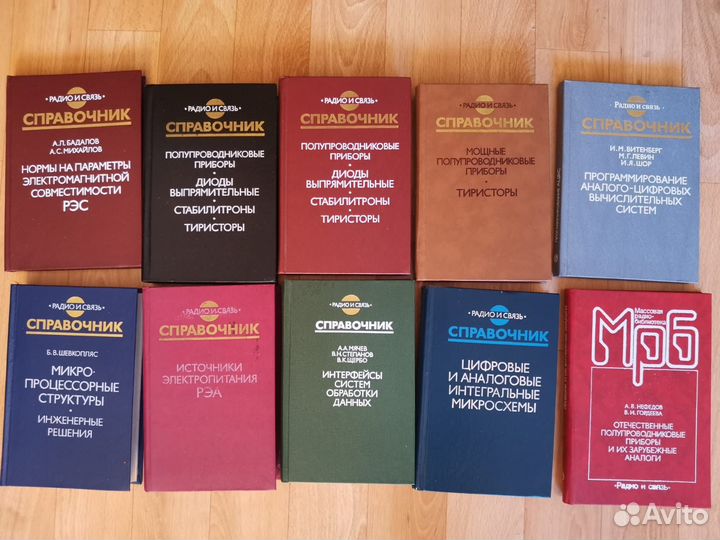 ·РАДИО И СВЯЗЬ·
СПРАВОЧНИК
А.Л.БАДАЛОВ
А.С.МИХАЙЛОВ
НОРМЫ НА ПАРАМЕТРЫ
ЭЛЕКТРОМАГНИТНОЙ
СОВМЕСТИМОСТИ
РЭС
·РАДИО И СВЯЗЬ·
СПРАВОЧНИК
ПОЛУПРОВОДНИКОВЫЕ
ПРИБОРЫ
ДИОДЫ
ВЫПРЯМИТЕЛЬНЫЕ
СТАБИЛИТРОНЫ
ТИРИСТОРЫ
·РАДИО И СВЯЗЬ·
СПРАВОЧНИК
ПОЛУПРОВОДНИКОВЫЕ
ПРИБОРЫ
ДИОДЫ
ВЫПРЯМИТЕЛЬНЫЕ
СТАБИЛИТРОНЫ
ТИРИСТОРЫ
·РАДИО И СВЯЗЬ·
СПРАВОЧНИК
МОЩНЫЕ
ПОЛУПРОВОДНИКОВЫЕ
ПРИБОРЫ
ТИРИСТОРЫ
Радио и связь·
СПРАВОЧНИК
И.М.ВИТЕНБЕРГ
М.Г.ЛЕВИН
И.Я.ШОР
ПРОГРАММИРОВАНИЕ
АНАЛОГО-ЦИФРОВЫХ
ВЫЧИСЛИТЕЛЬНЫХ
СИСТЕМ
·РАДИО И СВЯЗЬ·
СПРАВОЧНИК
Б.В.ШЕВКОПЛЯС
МИКРО-
ПРОЦЕССОРНЫЕ
СТРУКТУРЫ
ИНЖЕНЕРНЫЕ
РЕШЕНИЯ
·РАДИО И СВЯЗЬ·
СПРАВОЧНИК
ИСТОЧНИКИ
ЭЛЕКТРОПИТАНИЯ
РЭА
·РАДИО И СВЯЗЬ·
СПРАВОЧНИК
А.А.МЯЧЕВ
В.Н.СТЕПАНОВ
В.К.ЩЕРБО
ИНТЕРФЕЙСЫ
СИСТЕМ
ОБРАБОТКИ
ДАННЫХ
·РАДИО И СВЯЗЬ·
СПРАВОЧНИК
ЦИФРОВЫЕ
И АНАЛОГОВЫЕ
ИНТЕГРАЛЬНЫЕ
МИКРОСХЕМЫ
Массовая
радио-
библиотека
МРБ
А.В.НЕФЕДОВ
В.И.ГОРДЕЕВА
ОТЕЧЕСТВЕННЫЕ
ПОЛУПРОВОДНИКОВЫЕ
ПРИБОРЫ
И ИХ ЗАРУБЕЖНЫЕ
АНАЛОГИ
«Радио и связь»
Avito